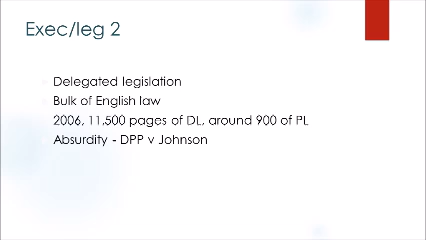 Exec/leg 2
Delegated legislation
Bulk of English law
2006, 11,500 pages of DL, around 900 of PL
Absurdity - DPP v Johnson